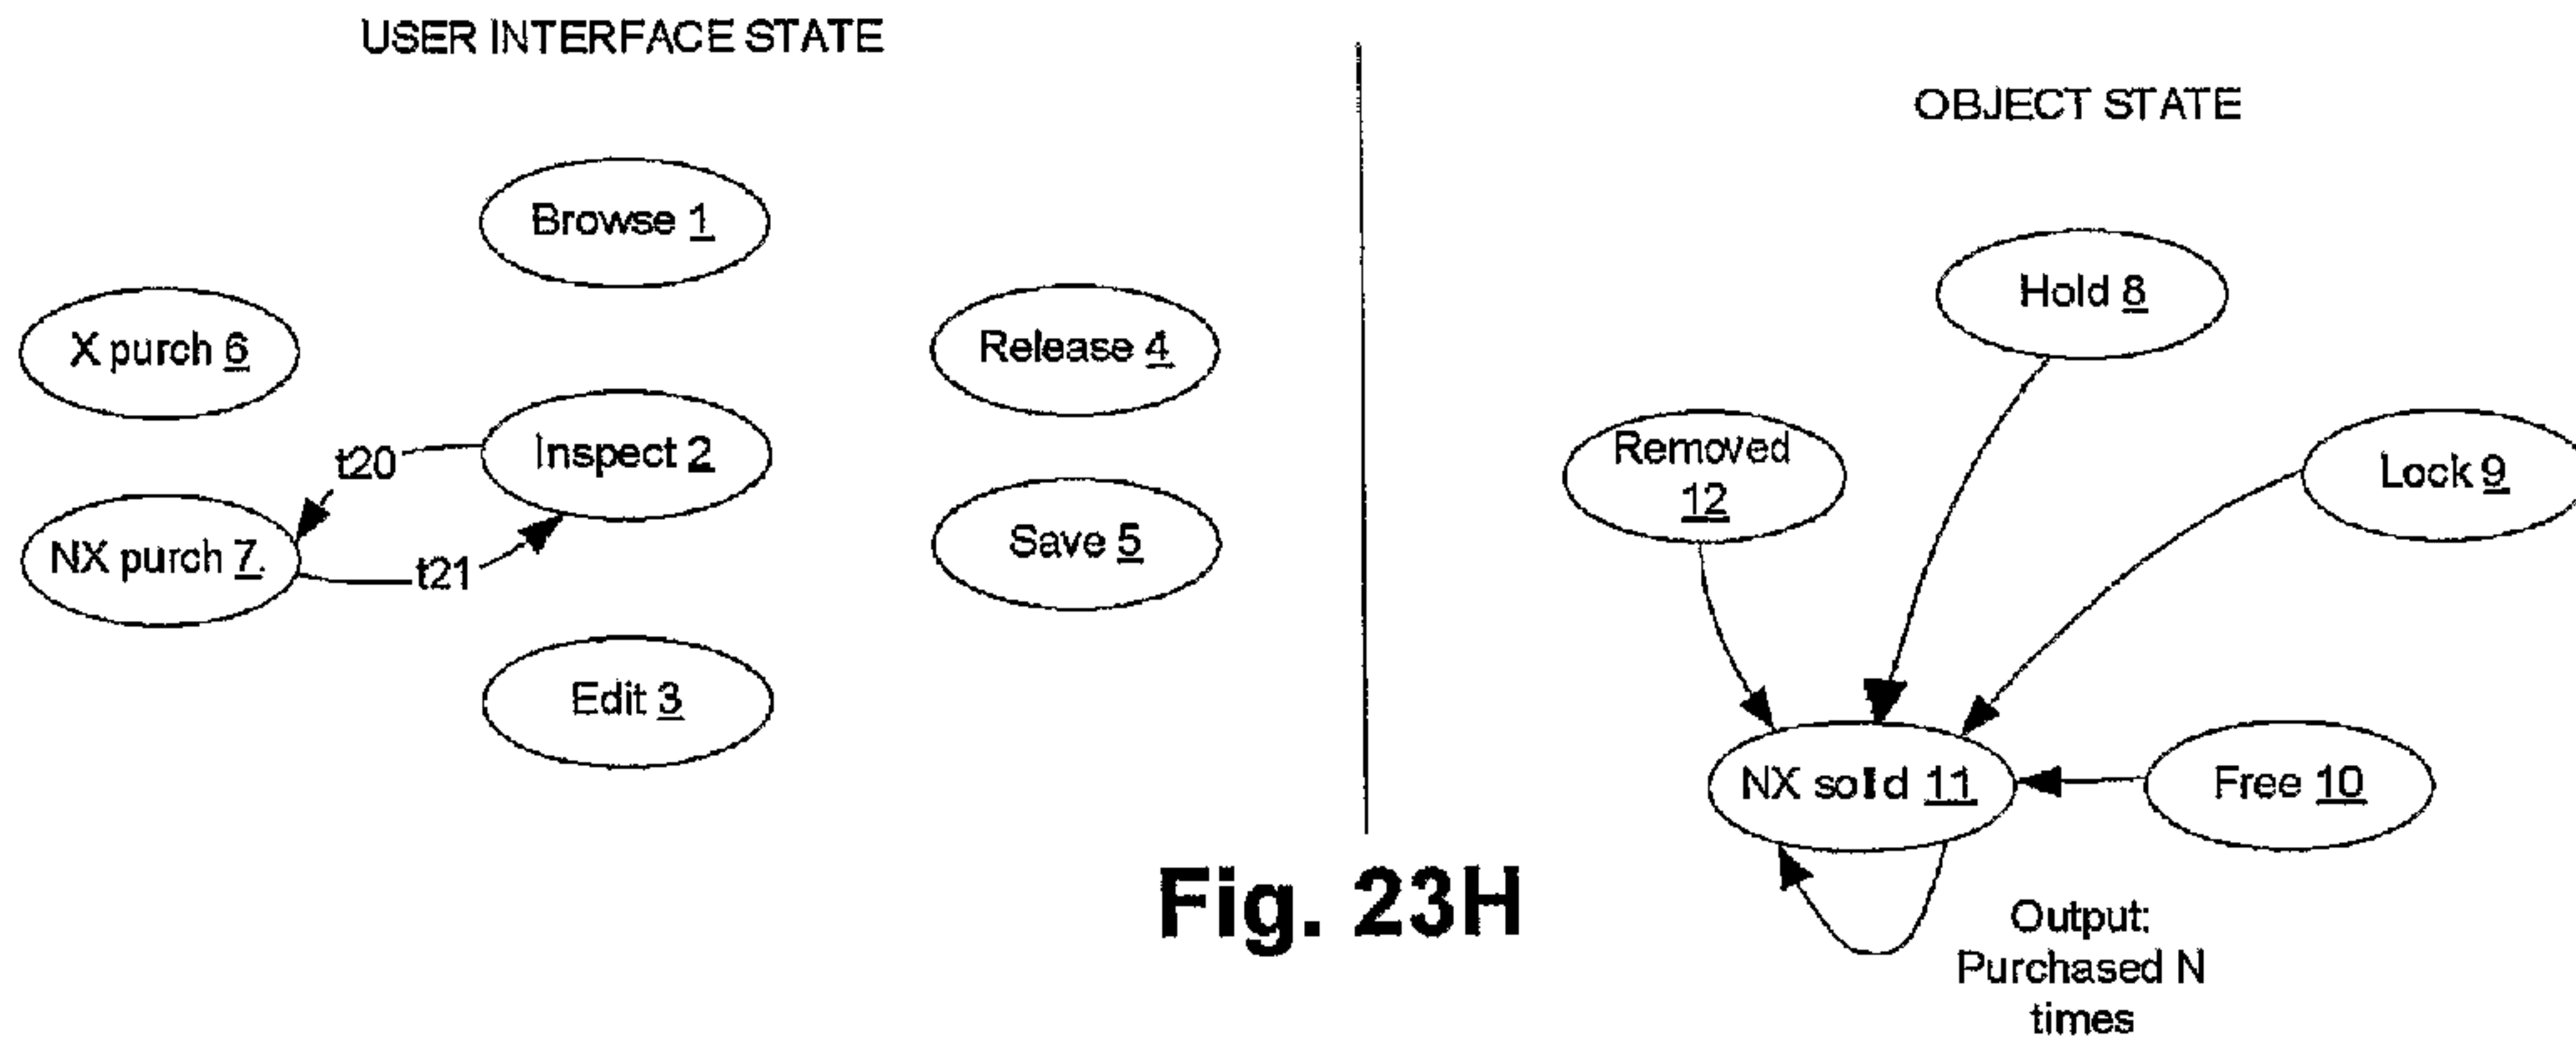 USER INTERFACE STATE
Browse 1
X purch 6
Release 4
t20
Inspect 2
NX purch 7.
t21
Save 5
Edit 3
OBJECT STATE
Hold 8
Removed
12
Lock 9
NX sold 11
Free 10
Output:
Purchased N
times
Fig. 23H